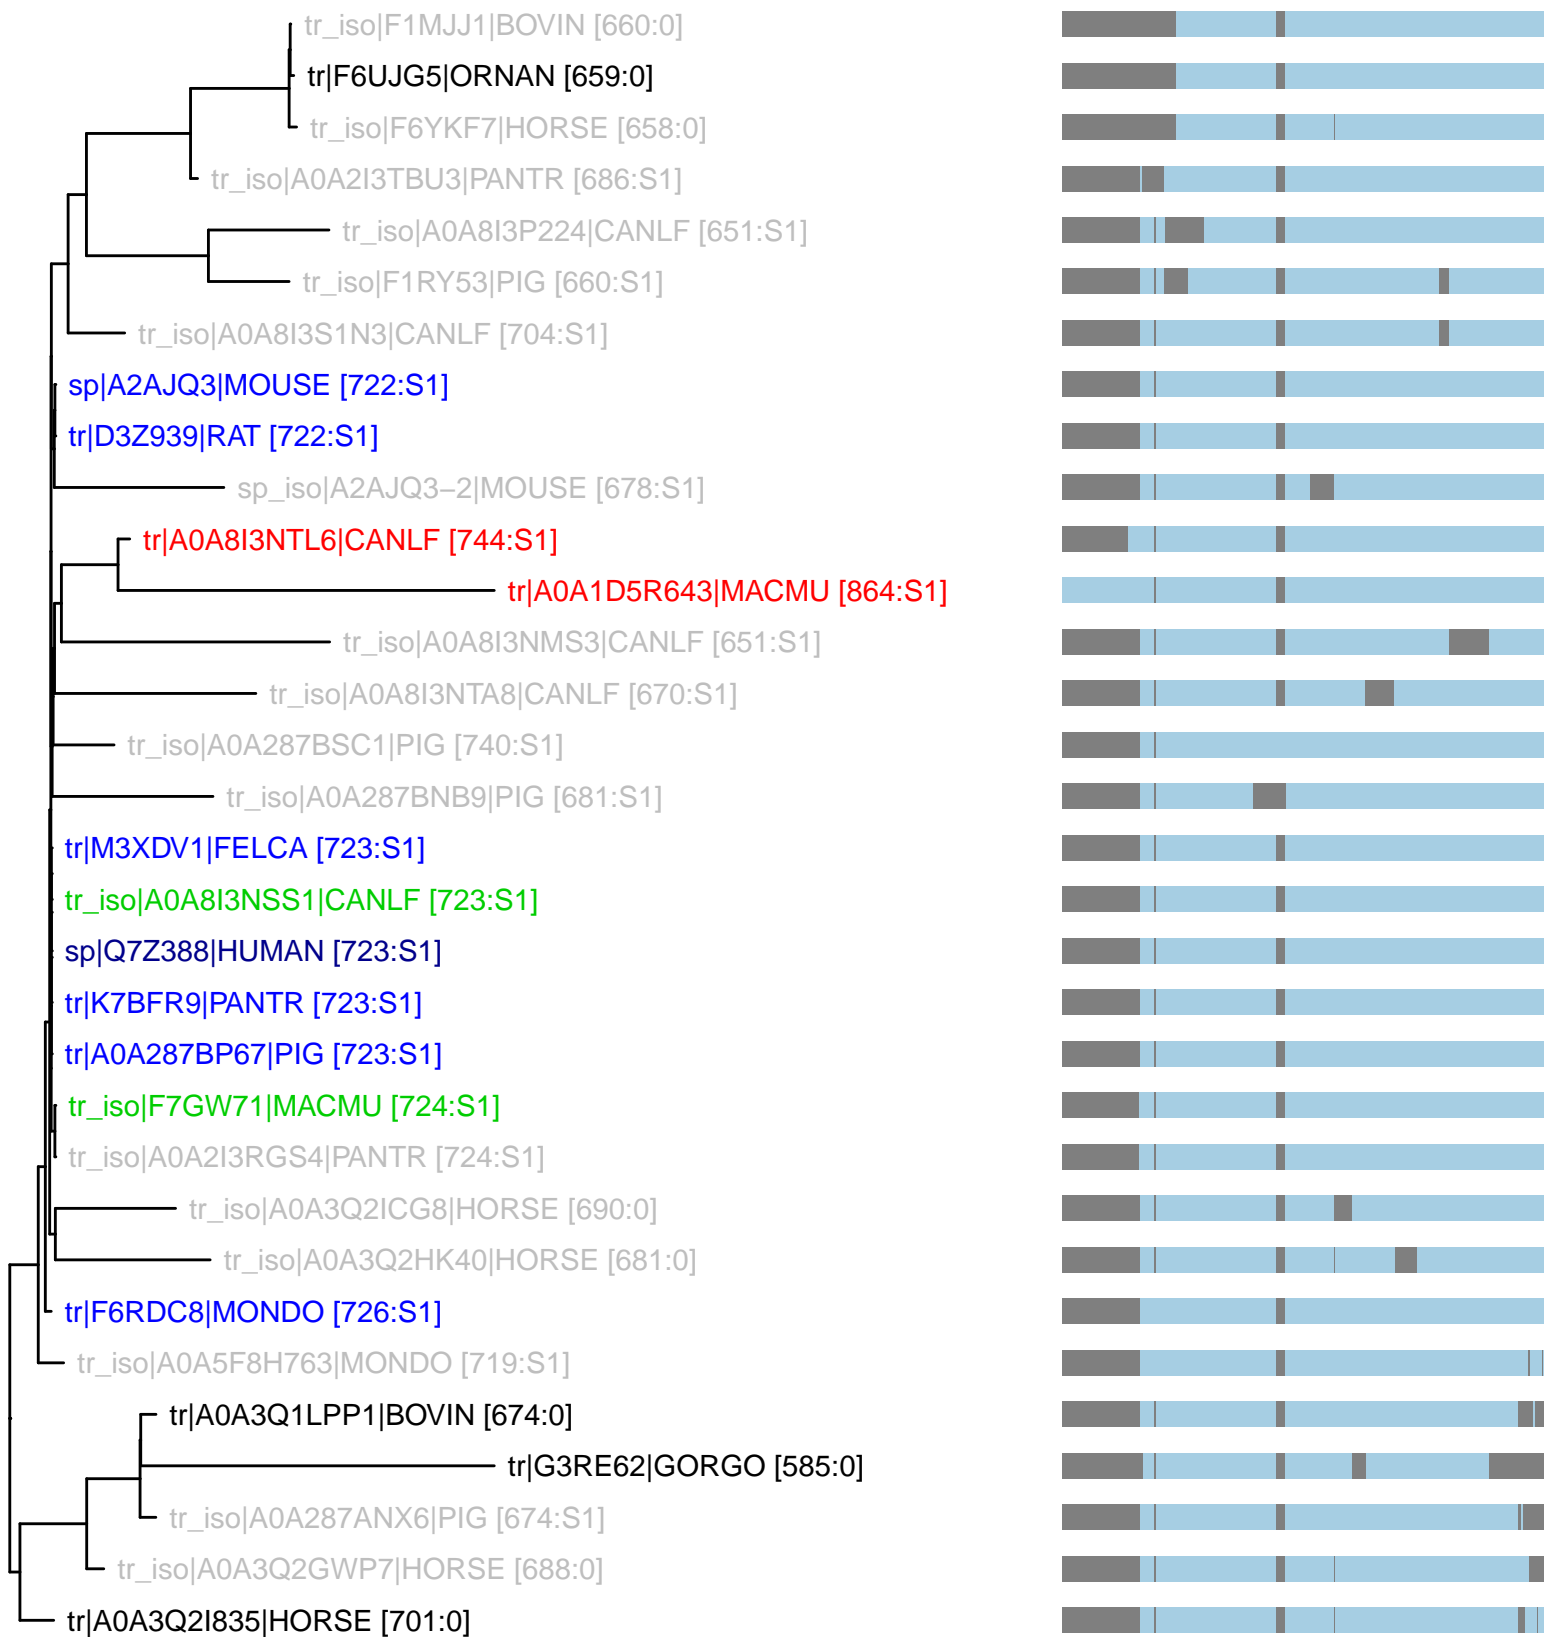 tr_iso|F1MJJ1|BOVIN [660:0]
tr|F6UJG5|ORNAN [659:0]
tr_iso|F6YKF7|HORSE [658:0]
tr_iso|A0A2I3TBU3|PANTR [686:S1]
tr_iso|A0A8I3P224|CANLF [651:S1]
tr_iso|F1RY53|PIG [660:S1]
tr_iso|A0A8I3S1N3|CANLF [704:S1]
sp|A2AJQ3|MOUSE [722:S1]
tr|D3Z939|RAT [722:S1]
sp_iso|A2AJQ3−2|MOUSE [678:S1]
tr|A0A8I3NTL6|CANLF [744:S1]
tr|A0A1D5R643|MACMU [864:S1]
tr_iso|A0A8I3NMS3|CANLF [651:S1]
tr_iso|A0A8I3NTA8|CANLF [670:S1]
tr_iso|A0A287BSC1|PIG [740:S1]
tr_iso|A0A287BNB9|PIG [681:S1]
tr|M3XDV1|FELCA [723:S1]
tr_iso|A0A8I3NSS1|CANLF [723:S1]
sp|Q7Z388|HUMAN [723:S1]
tr|K7BFR9|PANTR [723:S1]
tr|A0A287BP67|PIG [723:S1]
tr_iso|F7GW71|MACMU [724:S1]
tr_iso|A0A2I3RGS4|PANTR [724:S1]
tr_iso|A0A3Q2ICG8|HORSE [690:0]
tr_iso|A0A3Q2HK40|HORSE [681:0]
tr|F6RDC8|MONDO [726:S1]
tr_iso|A0A5F8H763|MONDO [719:S1]
tr|A0A3Q1LPP1|BOVIN [674:0]
tr|G3RE62|GORGO [585:0]
tr_iso|A0A287ANX6|PIG [674:S1]
tr_iso|A0A3Q2GWP7|HORSE [688:0]
tr|A0A3Q2I835|HORSE [701:0]